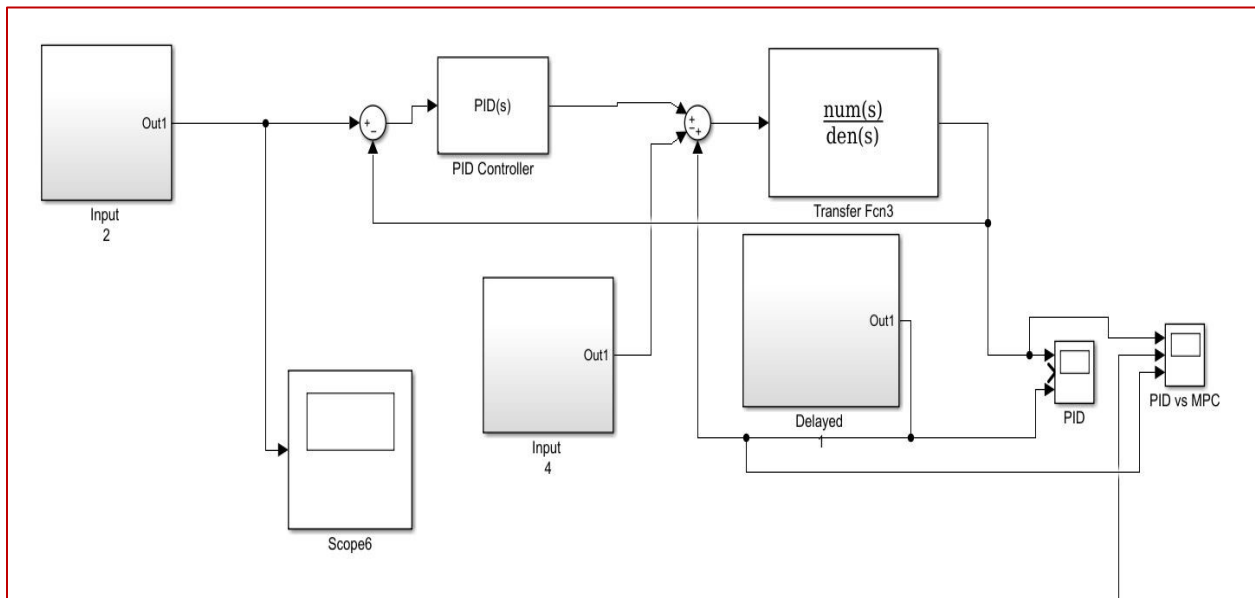 Out1
Input
2
+
−
PID(s)
PID Controller
+
−
+
num(s)
den(s)
Transfer Fcn3
Out1
Input
4
Out1
Delayed
1
Scope6
PID
PID vs MPC